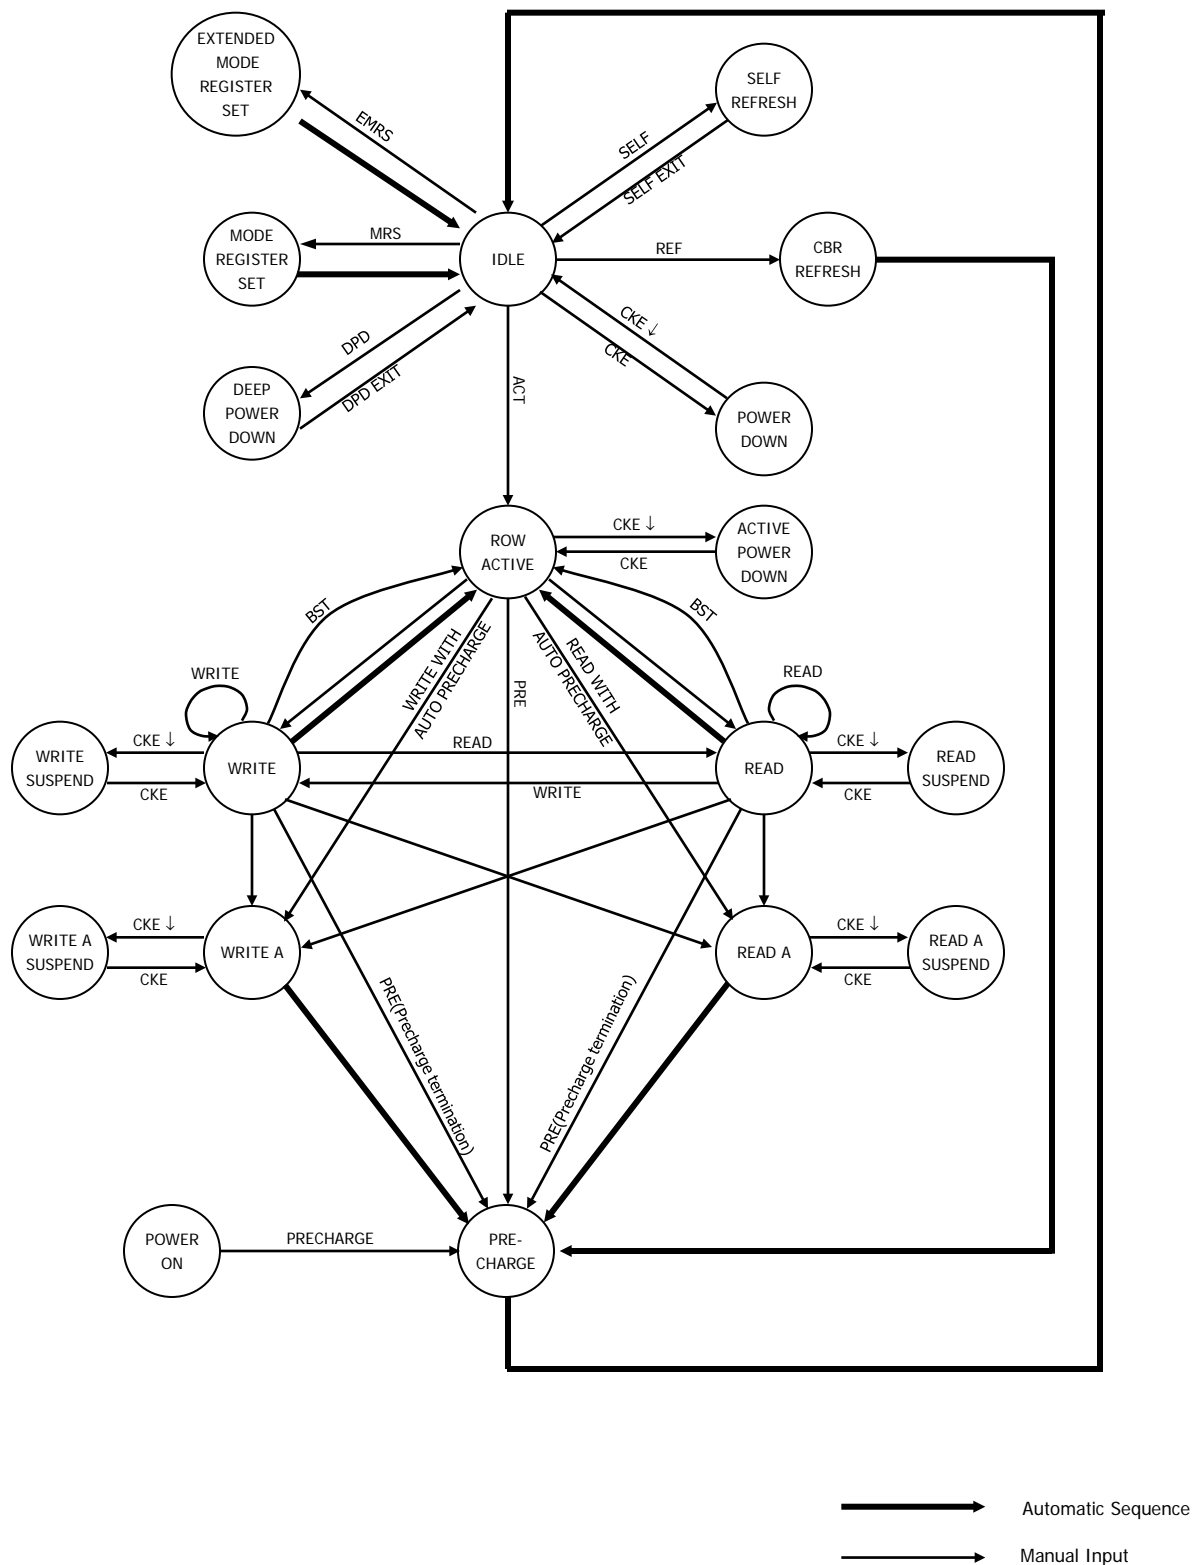 EXTENDED
MODE
REGISTER
SET
SELF
REFRESH
EMRS
SELF
SELF EXIT
MODE
REGISTER
SET
MRS
IDLE
REF
CBR
REFRESH
DPD
DPD EXIT
CKE ↓
CKE
ACT
DEEP
POWER
DOWN
POWER
DOWN
ROW
ACTIVE
CKE ↓
CKE
ACTIVE
POWER
DOWN
BST
BST
WRITE WITH
AUTO PRECHARGE
PRE
READ WITH
AUTO PRECHARGE
WRITE
READ
WRITE
SUSPEND
CKE ↓
CKE
WRITE
READ
WRITE
READ
CKE ↓
CKE
READ
SUSPEND
WRITE A
SUSPEND
CKE ↓
CKE
WRITE A
READ A
CKE ↓
CKE
READ A
SUSPEND
PRE(Precharge termination)
PRE(Precharge termination)
POWER
ON
PRECHARGE
PRE-
CHARGE
Automatic Sequence
Manual Input